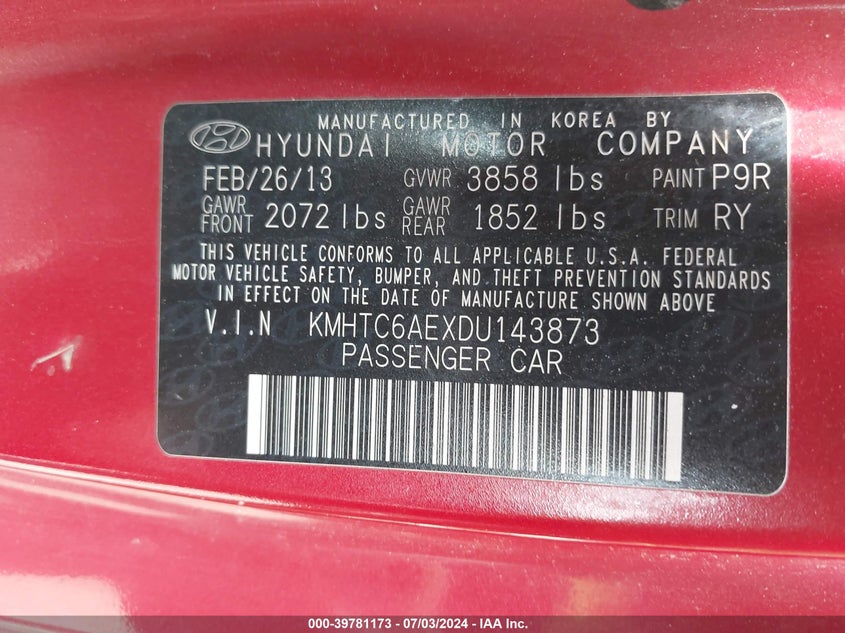 MANUFACTURED IN KOREA BY
HYUNDAI MOTOR COMPANY
FEB/26/13 GVWR 3858 lbs PAINT P9R
GAWR FRONT 2072 lbs GAWR REAR 1852 lbs TRIM RY
THIS VEHICLE CONFORMS TO ALL APPLICABLE U.S.A. FEDERAL
MOTOR VEHICLE SAFETY, BUMPER, AND THEFT PREVENTION STANDARDS
IN EFFECT ON THE DATE OF MANUFACTURE SHOWN ABOVE
V.I.N KMHTC6AEXDU143873
PASSENGER CAR
000-39781173 - 07/03/2024 - IAA Inc.